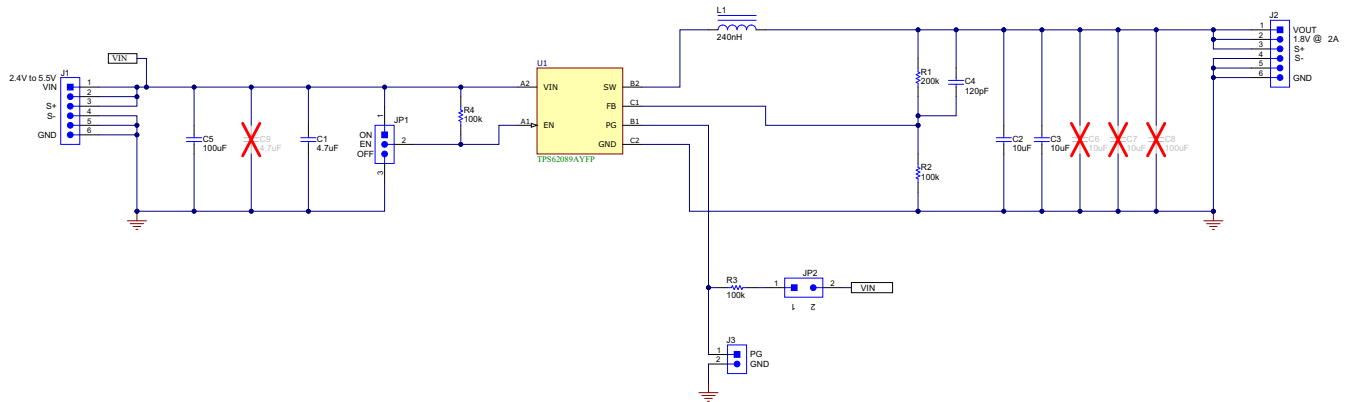 L1
240nH
J2
1
2
3
4
5
6
VOUT
1.8V @ 2A
S+
S-
GND
VIN
2.4V to 5.5V
J1
VIN
S+
S-
GND
1
2
3
4
5
6
U1
A2
VIN
SW
B2
FB
C1
A1
EN
PG
B1
GND
C2
TPS62089AYFP
R4
100k
JP1
1
ON
EN
OFF
2
3
C5
100uF
C9
4.7uF
C1
4.7uF
R1
200k
C4
120pF
R2
100k
C2
10uF
C3
10uF
C6
10uF
C7
10uF
C8
100uF
R3
100k
JP2
1
2
VIN
1
2
J3
1
2
PG
GND